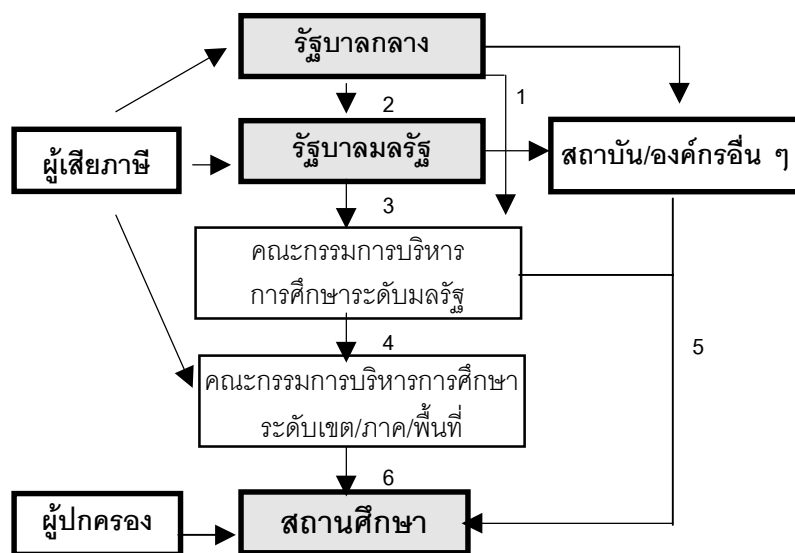 รัฐบาลกลาง
1
2
ผู้เสียภาษี
รัฐบาลมลรัฐ
สถาบัน/องค์กรอื่น ๆ
3
คณะกรรมการบริหาร
การศึกษาระดับมลรัฐ
4
5
คณะกรรมการบริหารการศึกษา
ระดับเขต/ภาค/พื้นที่
6
ผู้ปกครอง
สถานศึกษา